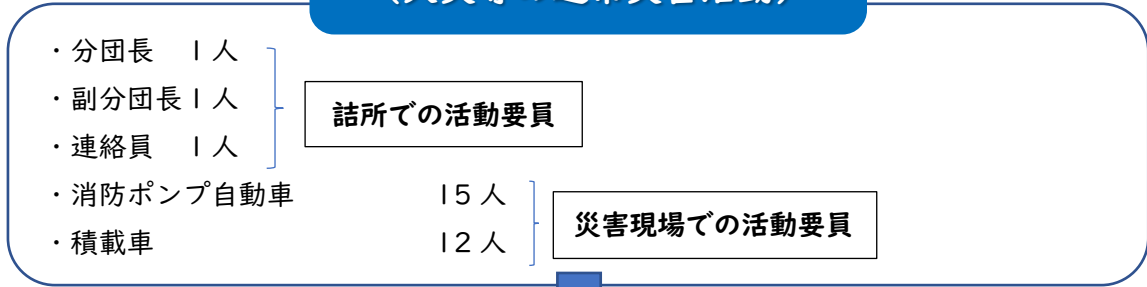 ・分団長 1人
・副分団長1人
・連絡員 1人
詰所での活動要員
・消防ポンプ自動車 15人
・積載車 12人
災害現場での活動要員